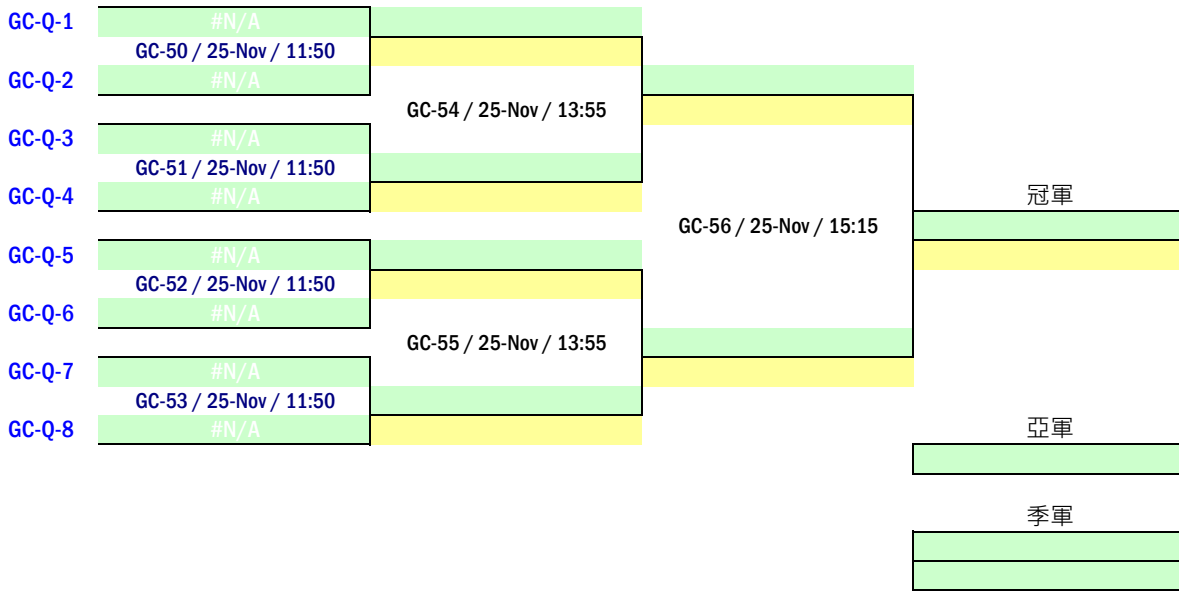 GC-Q-1 #N/A
GC-50 / 25-Nov / 11:50
GC-Q-2 #N/A
GC-54 / 25-Nov / 13:55
GC-Q-3 #N/A
GC-51 / 25-Nov / 11:50
GC-Q-4 #N/A
冠軍
GC-56 / 25-Nov / 15:15
GC-Q-5 #N/A
GC-52 / 25-Nov / 11:50
GC-Q-6 #N/A
GC-55 / 25-Nov / 13:55
GC-Q-7 #N/A
GC-53 / 25-Nov / 11:50
GC-Q-8 #N/A
亞軍
季軍